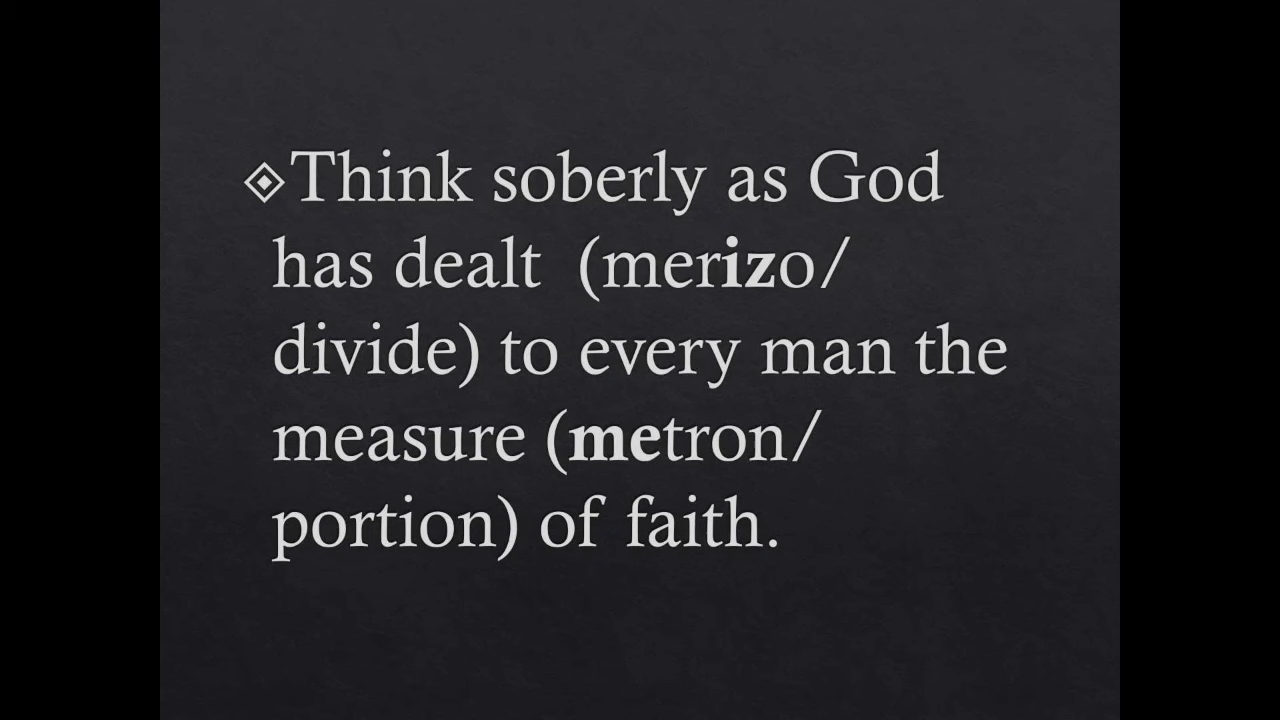 Think soberly as God
has dealt (merizo/
divide) to every man the
measure (metron/
portion) of faith.